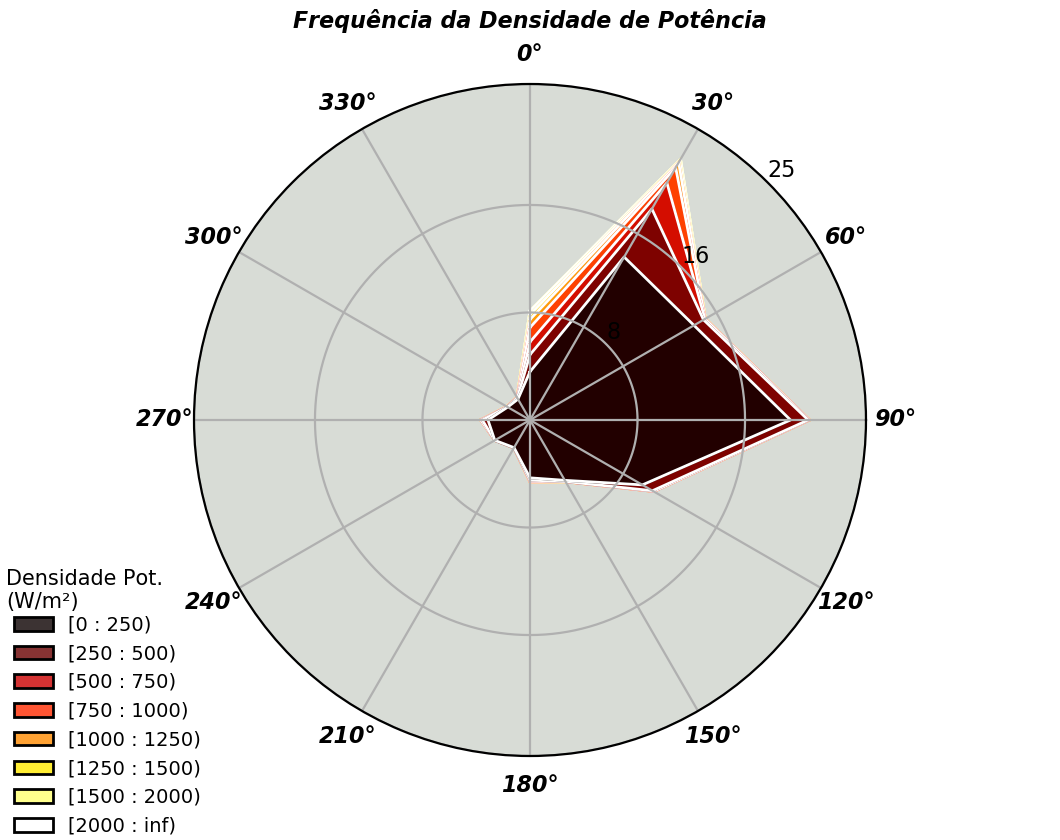 Frequência da Densidade de Potência
0°
330°
30°
25
300°
60°
16
8
270°
90°
240°
120°
210°
150°
180°
Densidade Pot.
(W/m²)
[0 : 250)
[250 : 500)
[500 : 750)
[750 : 1000)
[1000 : 1250)
[1250 : 1500)
[1500 : 2000)
[2000 : inf)